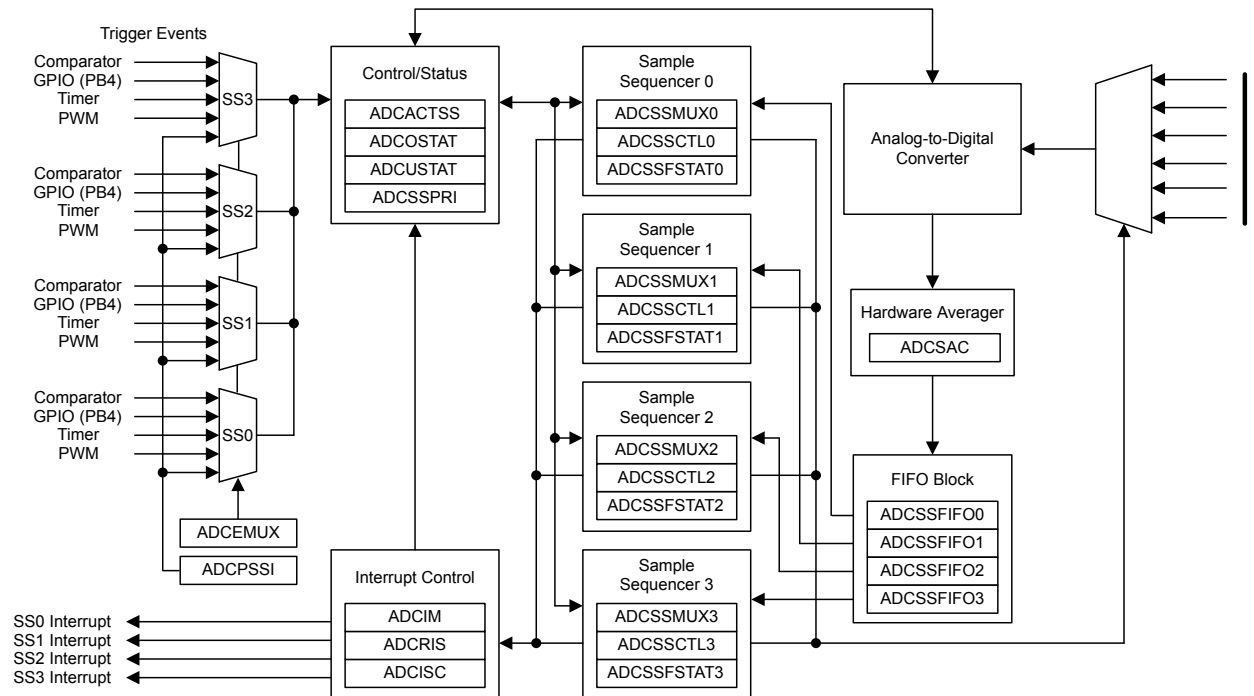 Trigger Events
Comparator
GPIO (PB4)
Timer
PWM
SS3
Comparator
GPIO (PB4)
Timer
PWM
SS2
Comparator
GPIO (PB4)
Timer
PWM
SS1
Comparator
GPIO (PB4)
Timer
PWM
SS0
ADCEMUX
ADCPSSI
Control/Status
ADCACTSS
ADCOSTAT
ADCUSTAT
ADCSSPRI
Interrupt Control
ADCIM
ADCRIS
ADCISC
SS0 Interrupt
SS1 Interrupt
SS2 Interrupt
SS3 Interrupt
Sample
Sequencer 0
ADCSSMUX0
ADCSSCTL0
ADCSSFSTAT0
Sample
Sequencer 1
ADCSSMUX1
ADCSSCTL1
ADCSSFSTAT1
Sample
Sequencer 2
ADCSSMUX2
ADCSSCTL2
ADCSSFSTAT2
Sample
Sequencer 3
ADCSSMUX3
ADCSSCTL3
ADCSSFSTAT3
Analog-to-Digital
Converter
Hardware Averager
ADCSAC
FIFO Block
ADCSSFIFO0
ADCSSFIFO1
ADCSSFIFO2
ADCSSFIFO3